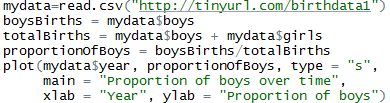 mydata=read.csv("http://tinyurl.com/birthdata1")
boysBirths = mydata$boys
totalBirths = mydata$boys + mydata$girls
proportionOfBoys = boysBirths/totalBirths
plot(mydata$year, proportionOfBoys, type = "s",
main = "Proportion of boys over time",
xlab = "Year", ylab = "Proportion of boys")